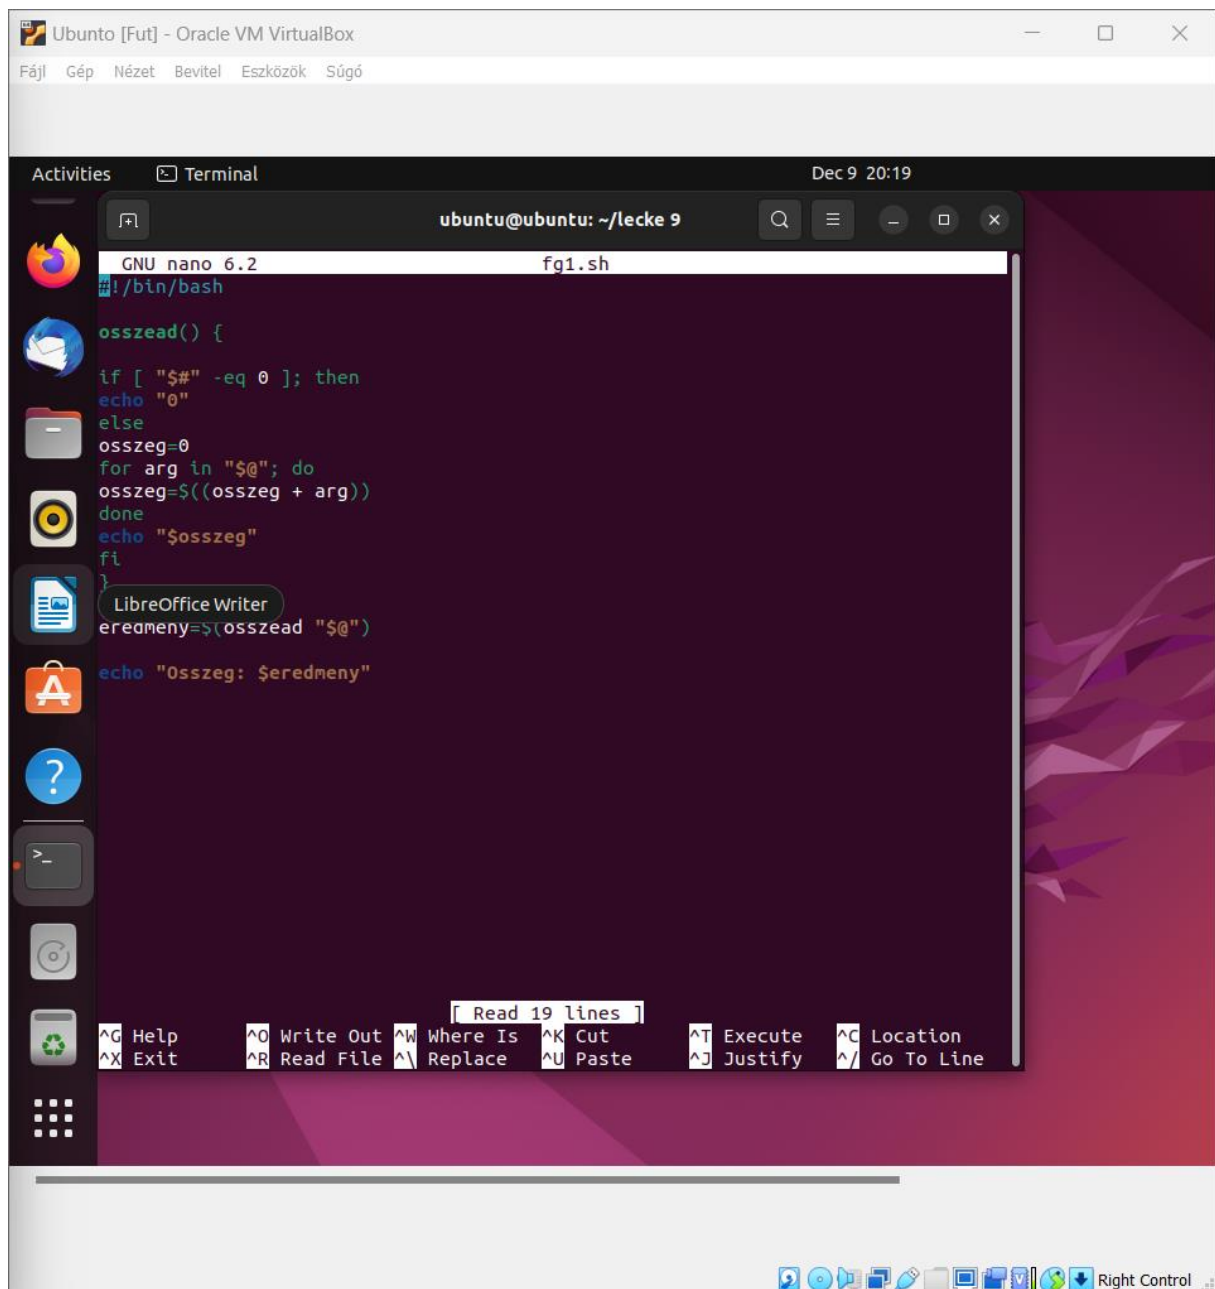 Ubunto [Fut] - Oracle VM VirtualBox
Fájl Gép Nézet Bevitel Eszközök Súgó
Activities Terminal Dec 9 20:19
ubuntu@ubuntu: ~/lecke 9
GNU nano 6.2 fg1.sh
#!/bin/bash
osszead() {
if [ "$#" -eq 0 ]; then
echo "0"
else
osszeg=0
for arg in "$@"; do
osszeg=$((osszeg + arg))
done
echo "$osszeg"
fi
}
LibreOffice Writer
eredmeny=$(osszead "$@")
echo "Osszeg: $eredmeny"
[ Read 19 lines ]
^G Help ^O Write Out ^W Where Is ^K Cut ^T Execute ^C Location
^X Exit ^R Read File ^\ Replace ^U Paste ^J Justify ^/ Go To Line
Right Control